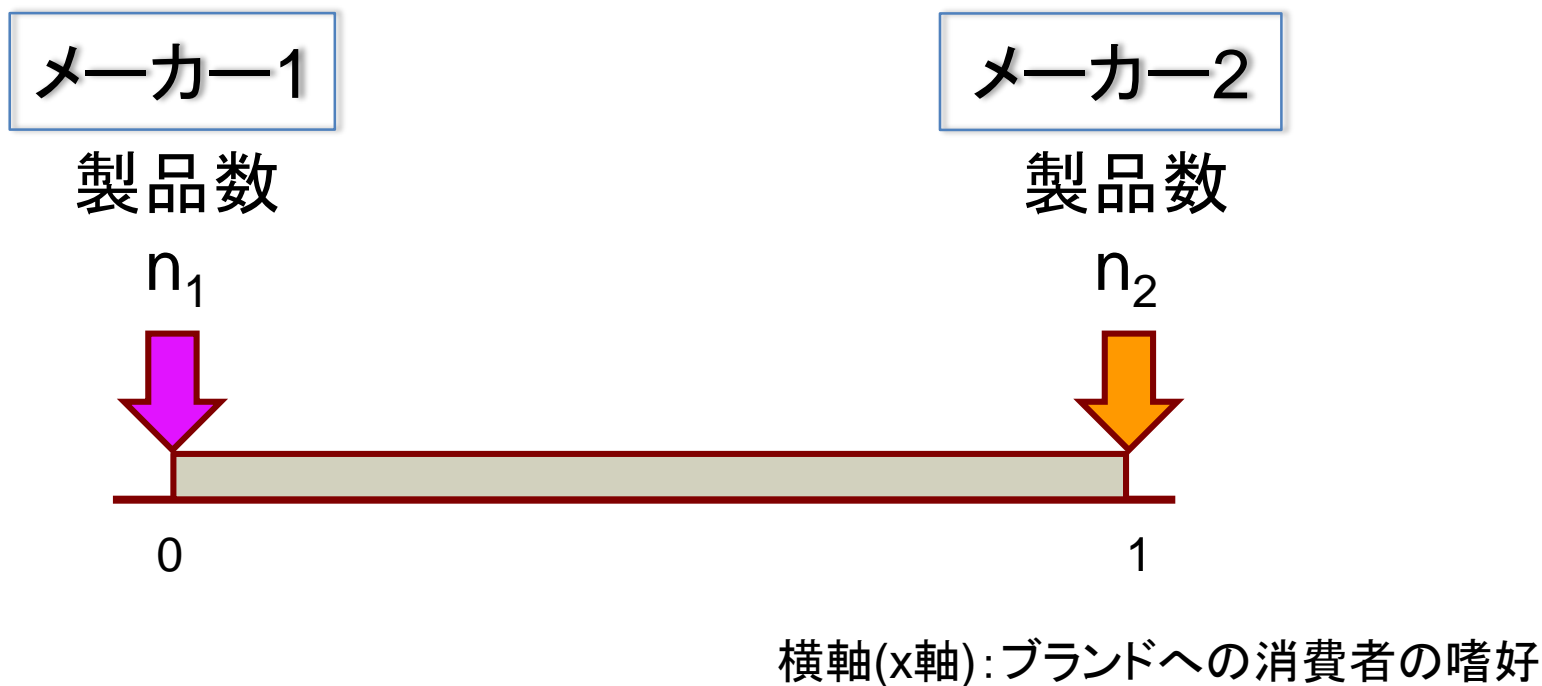 メーカー1
メーカー2
製品数
製品数
n₁
n₂
0
1
横軸(x軸):ブランドへの消費者の嗜好